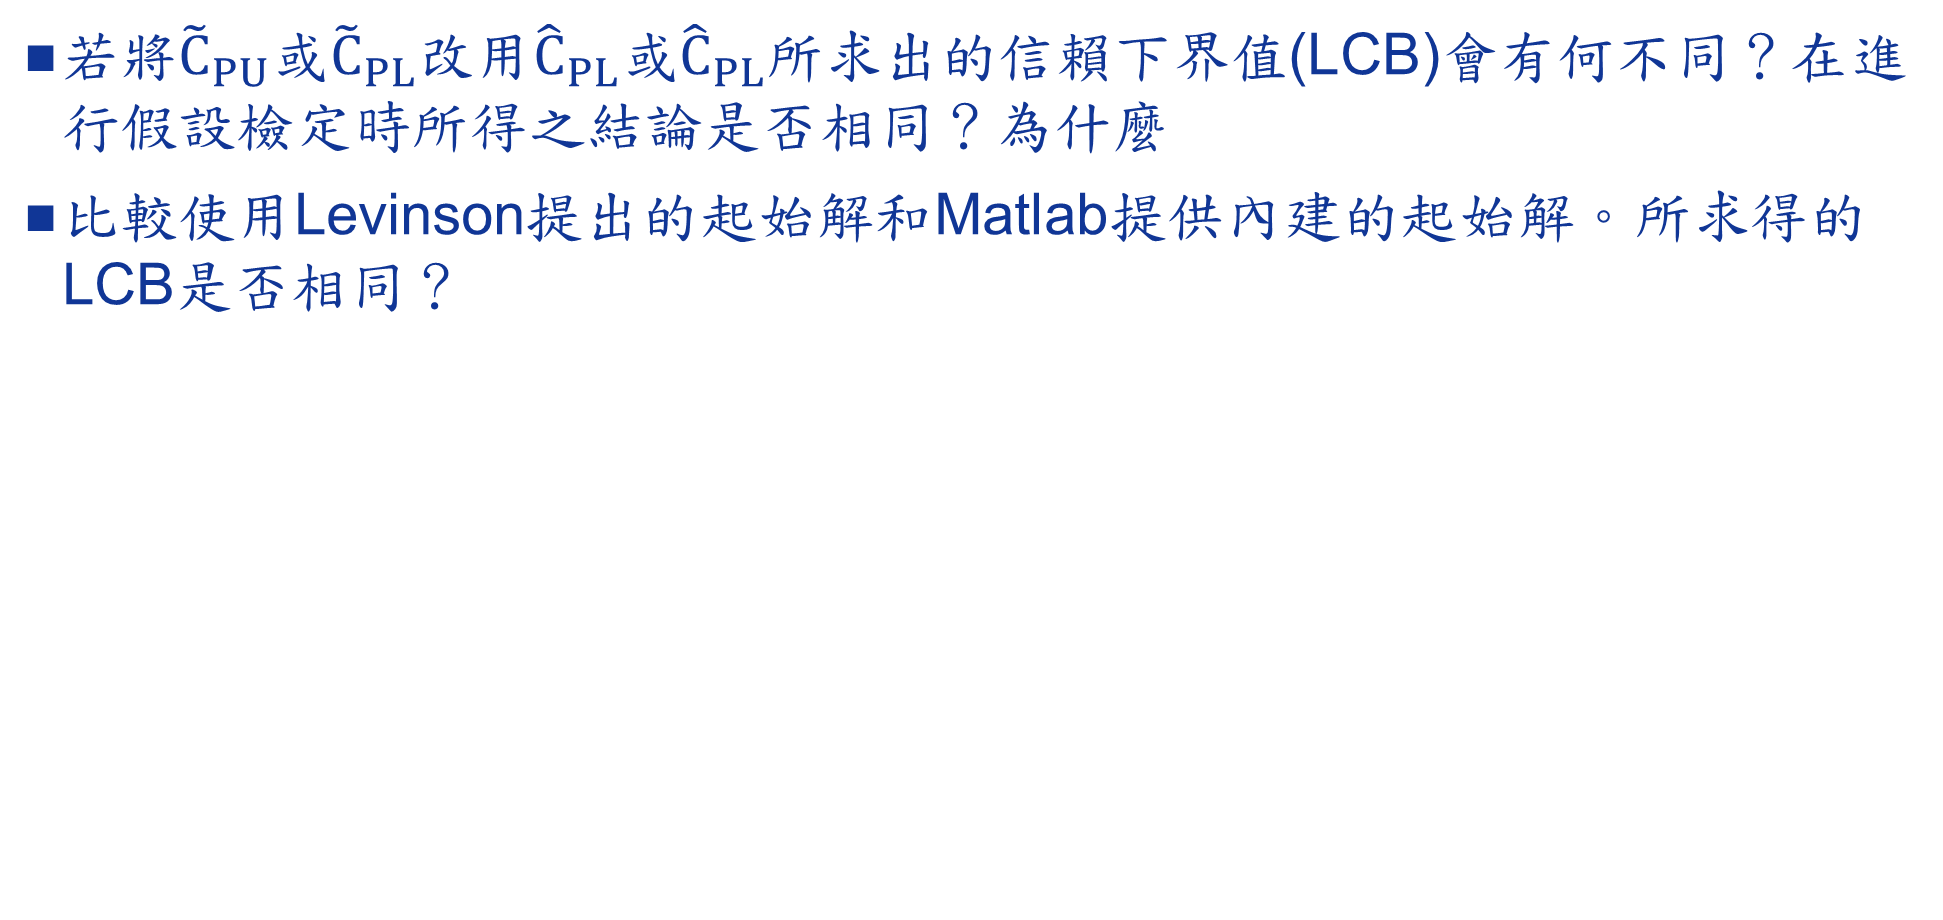 ■若將C̃PU或C̃PL改用ĈPL或ĈPL所求出的信賴下界值(LCB)會有何不同？在進
行假設檢定時所得之結論是否相同？為什麼
■比較使用Levinson提出的起始解和Matlab提供內建的起始解。所求得的
LCB是否相同？